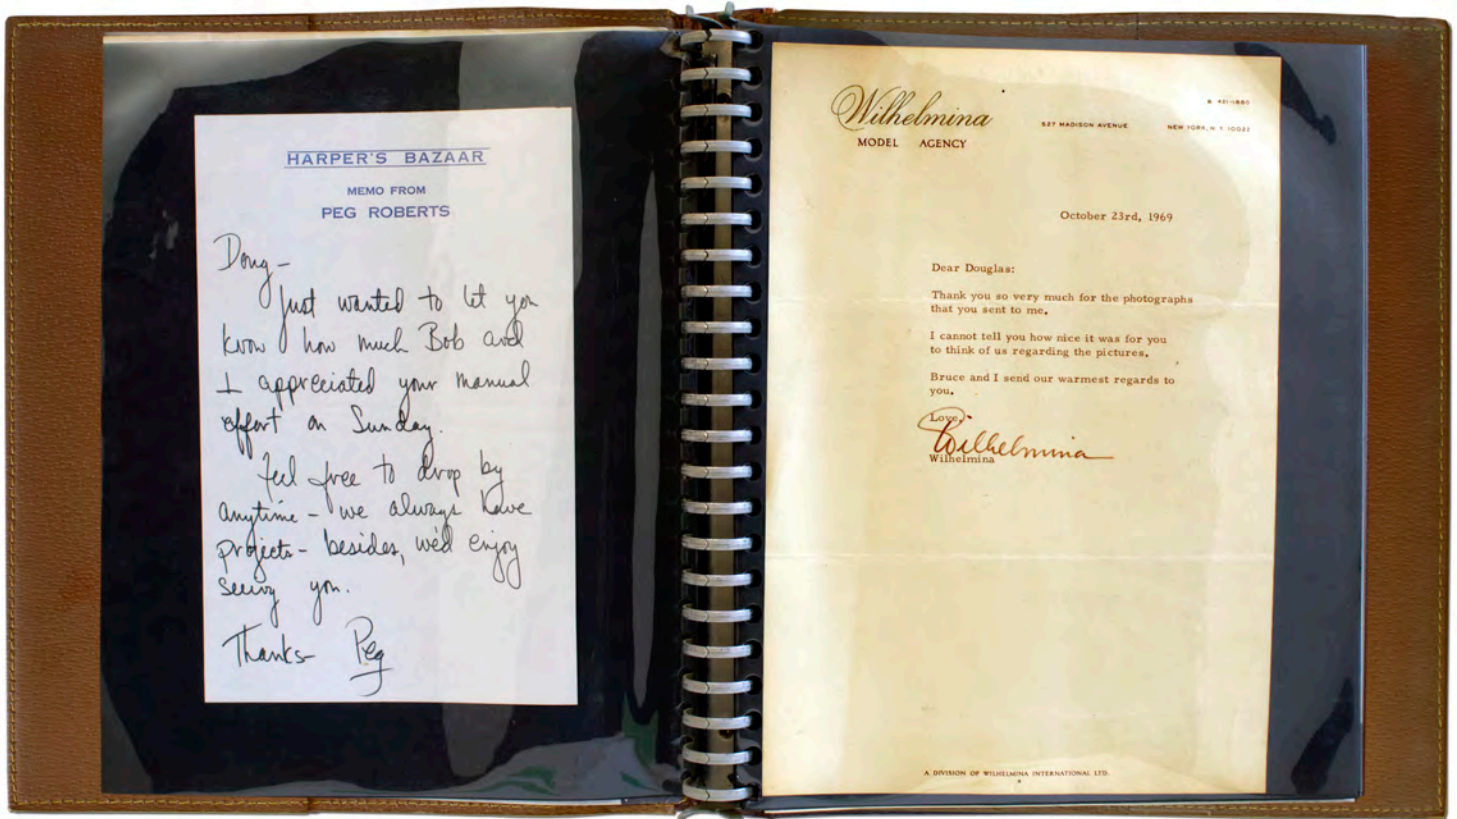 HARPER'S BAZAAR
MEMO FROM
PEG ROBERTS
Doug –
Just wanted to let you
know how much Bob and
I appreciated your manual
effort on Sunday.
Feel free to drop by
anytime – we always have
projects – besides, we'd enjoy
seeing you.
Thanks – Peg
Wilhelmina
MODEL AGENCY
527 MADISON AVENUE
NEW YORK, N.Y. 10022
October 23rd, 1969
Dear Douglas:
Thank you so very much for the photographs
that you sent to me.
I cannot tell you how nice it was for you
to think of us regarding the pictures.
Bruce and I send our warmest regards to
you.
Love,
Wilhelmina
Wilhelmina
A DIVISION OF WILHELMINA INTERNATIONAL LTD.